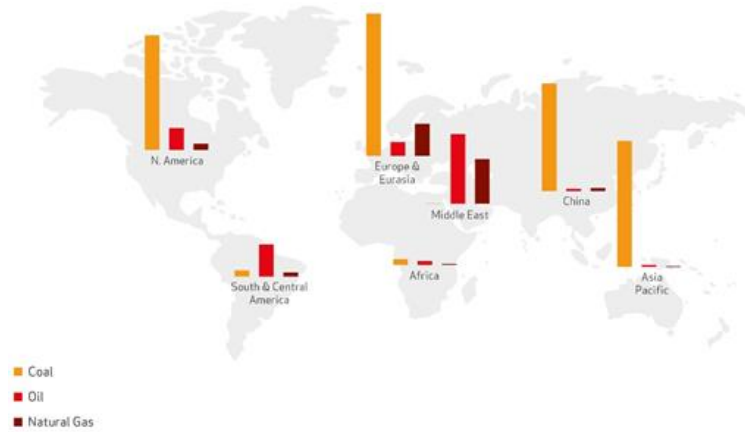 N. America
Europe &
Eurasia
Middle East
China
Africa
Asia
Pacific
South & Central
America
Coal
Oil
Natural Gas